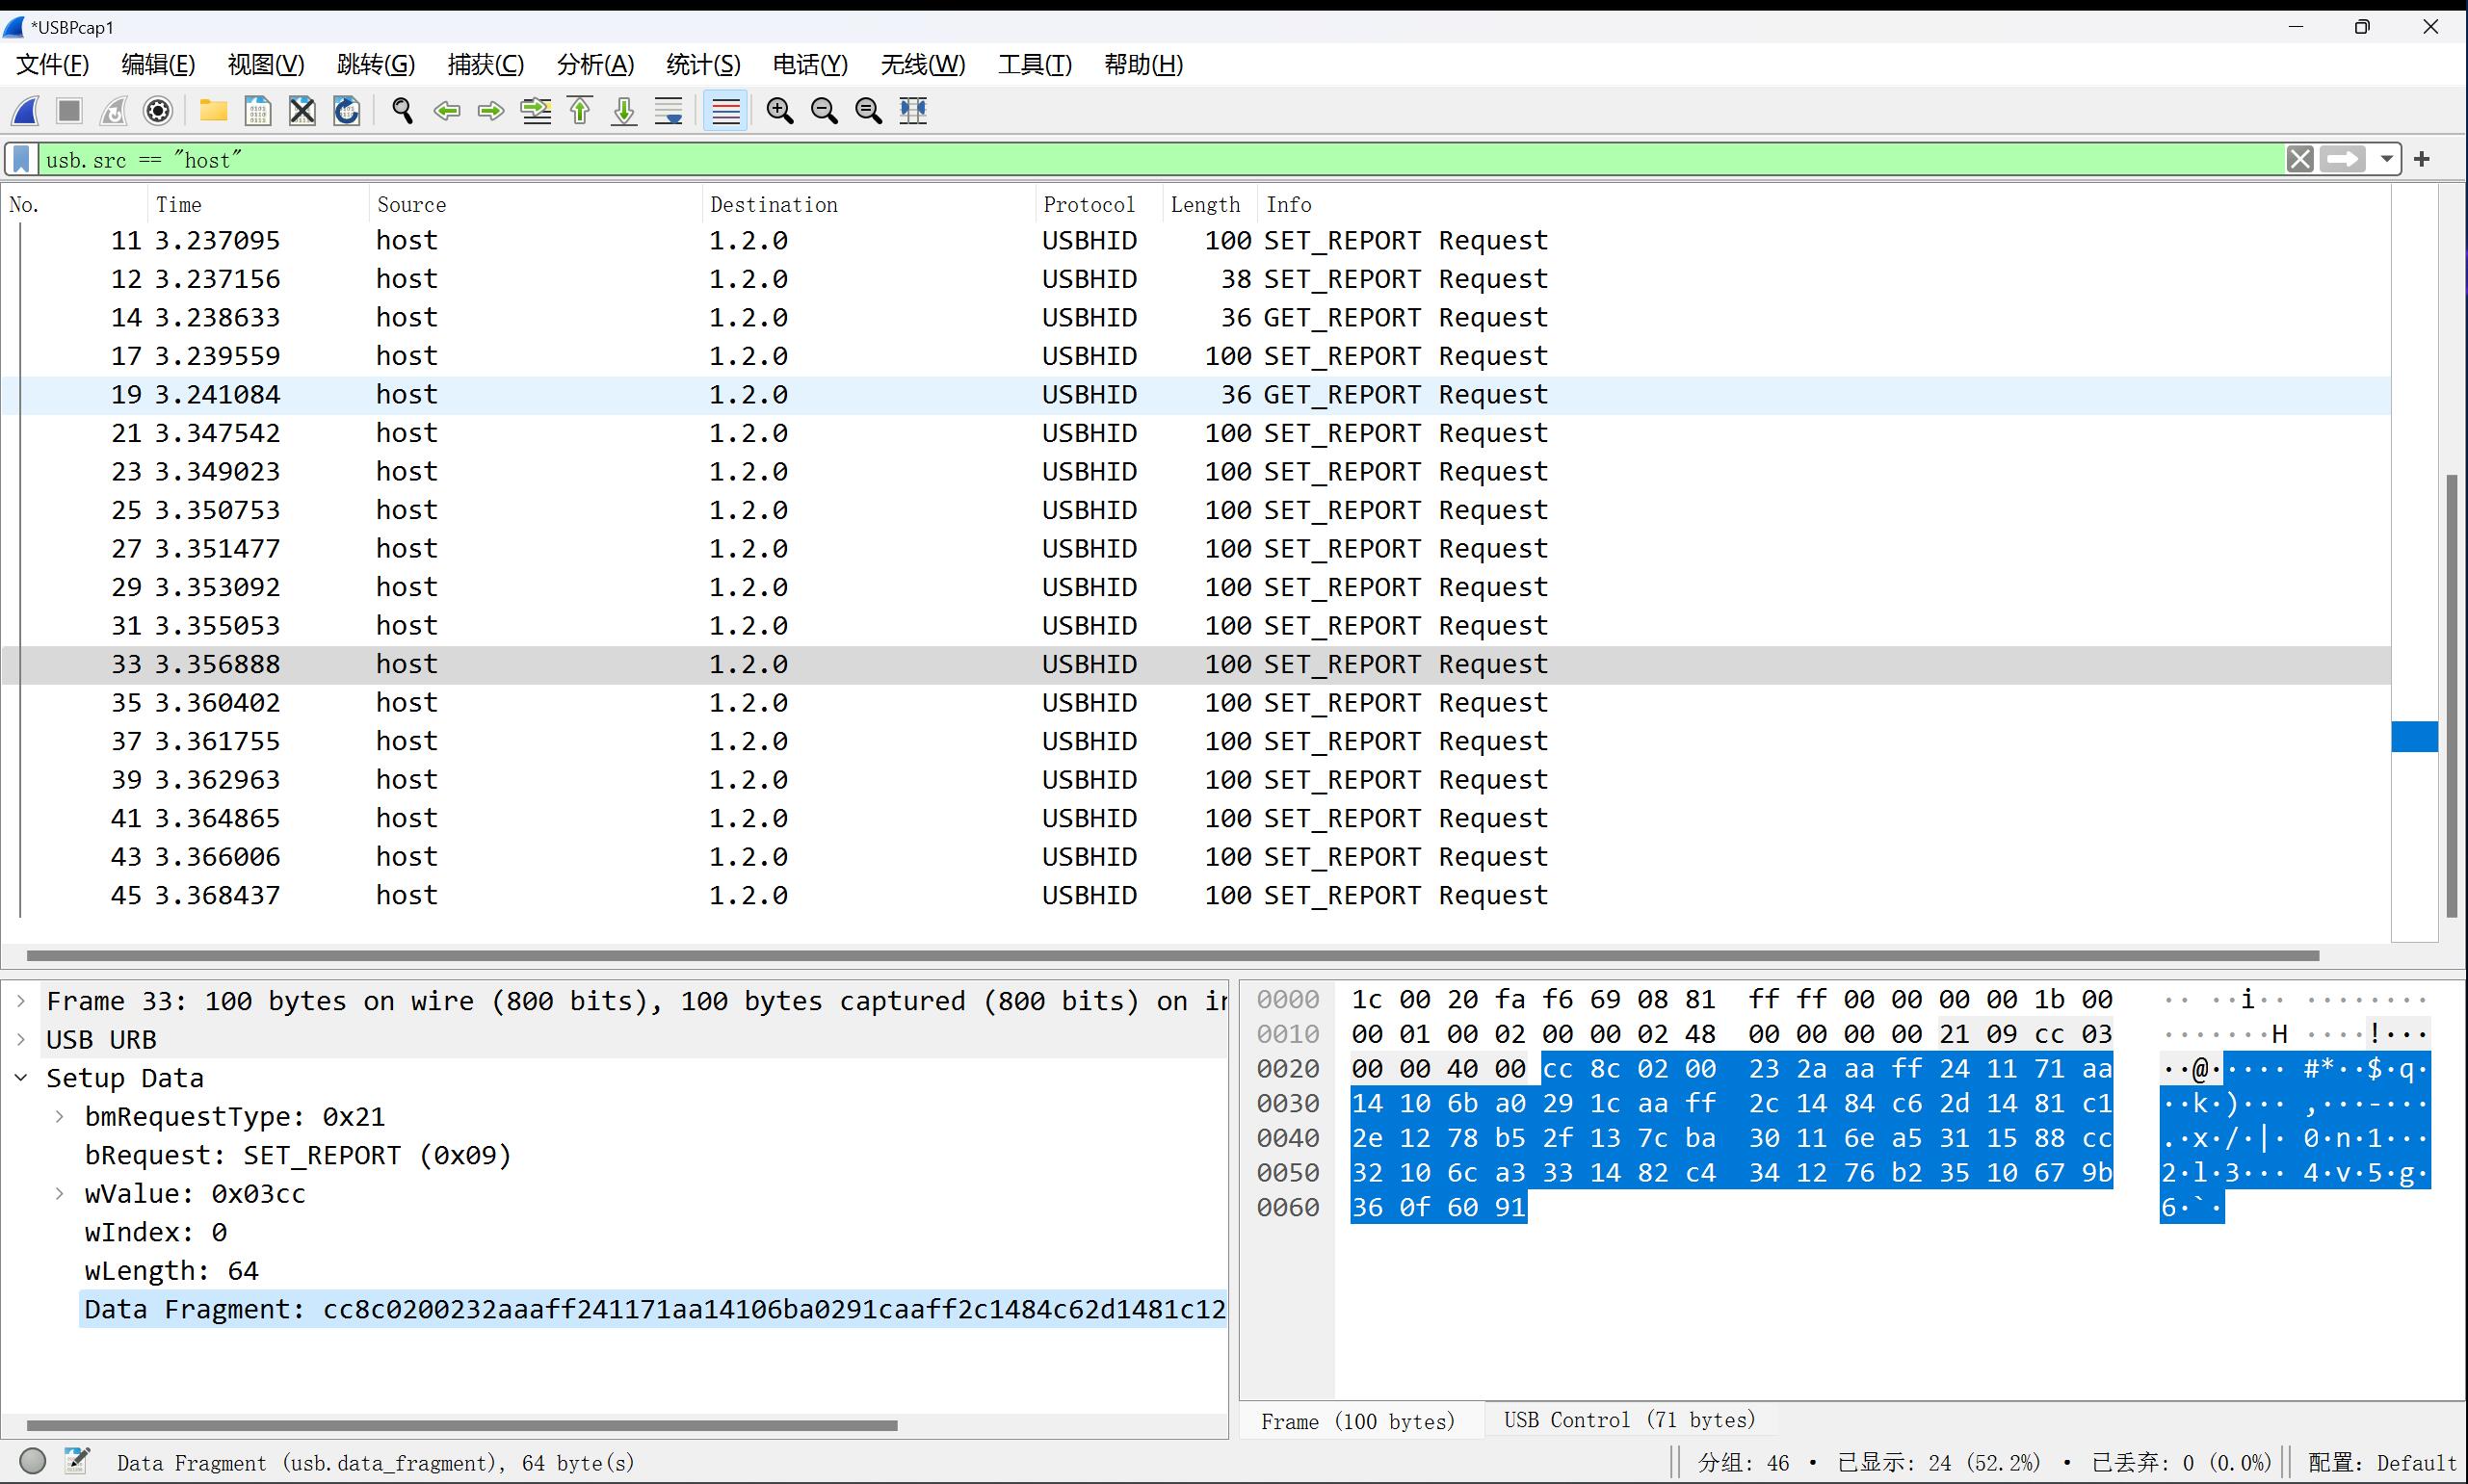 *USBPcap1
文件(F) 编辑(E) 视图(V) 跳转(G) 捕获(C) 分析(A) 统计(S) 电话(Y) 无线(W) 工具(T) 帮助(H)
usb.src == "host"
No. Time Source Destination Protocol Length Info
11 3.237095 host 1.2.0 USBHID 100 SET_REPORT Request
12 3.237156 host 1.2.0 USBHID 38 SET_REPORT Request
14 3.238633 host 1.2.0 USBHID 36 GET_REPORT Request
17 3.239559 host 1.2.0 USBHID 100 SET_REPORT Request
19 3.241084 host 1.2.0 USBHID 36 GET_REPORT Request
21 3.347542 host 1.2.0 USBHID 100 SET_REPORT Request
23 3.349023 host 1.2.0 USBHID 100 SET_REPORT Request
25 3.350753 host 1.2.0 USBHID 100 SET_REPORT Request
27 3.351477 host 1.2.0 USBHID 100 SET_REPORT Request
29 3.353092 host 1.2.0 USBHID 100 SET_REPORT Request
31 3.355053 host 1.2.0 USBHID 100 SET_REPORT Request
33 3.356888 host 1.2.0 USBHID 100 SET_REPORT Request
35 3.360402 host 1.2.0 USBHID 100 SET_REPORT Request
37 3.361755 host 1.2.0 USBHID 100 SET_REPORT Request
39 3.362963 host 1.2.0 USBHID 100 SET_REPORT Request
41 3.364865 host 1.2.0 USBHID 100 SET_REPORT Request
43 3.366006 host 1.2.0 USBHID 100 SET_REPORT Request
45 3.368437 host 1.2.0 USBHID 100 SET_REPORT Request
Frame 33: 100 bytes on wire (800 bits), 100 bytes captured (800 bits) on in
USB URB
Setup Data
bmRequestType: 0x21
bRequest: SET_REPORT (0x09)
wValue: 0x03cc
wIndex: 0
wLength: 64
Data Fragment: cc8c0200232aaaff241171aa14106ba0291caaff2c1484c62d1481c12
0000 1c 00 20 fa f6 69 08 81 ff ff 00 00 00 00 1b 00 ·· ··i·· ········
0010 00 01 00 02 00 00 02 48 00 00 00 00 21 09 cc 03 ·······H ····!···
0020 00 00 40 00 cc 8c 02 00 23 2a aa ff 24 11 71 aa ··@····· #*··$·q·
0030 14 10 6b a0 29 1c aa ff 2c 14 84 c6 2d 14 81 c1 ··k·)··· ,···-···
0040 2e 12 78 b5 2f 13 7c ba 30 11 6e a5 31 15 88 cc .·x·/·|· 0·n·1···
0050 32 10 6c a3 33 14 82 c4 34 12 76 b2 35 10 67 9b 2·l·3··· 4·v·5·g·
0060 36 0f 60 91 6·`·
Frame (100 bytes) USB Control (71 bytes)
Data Fragment (usb.data_fragment), 64 byte(s) 分组: 46 · 已显示: 24 (52.2%) · 已丢弃: 0 (0.0%) 配置: Default